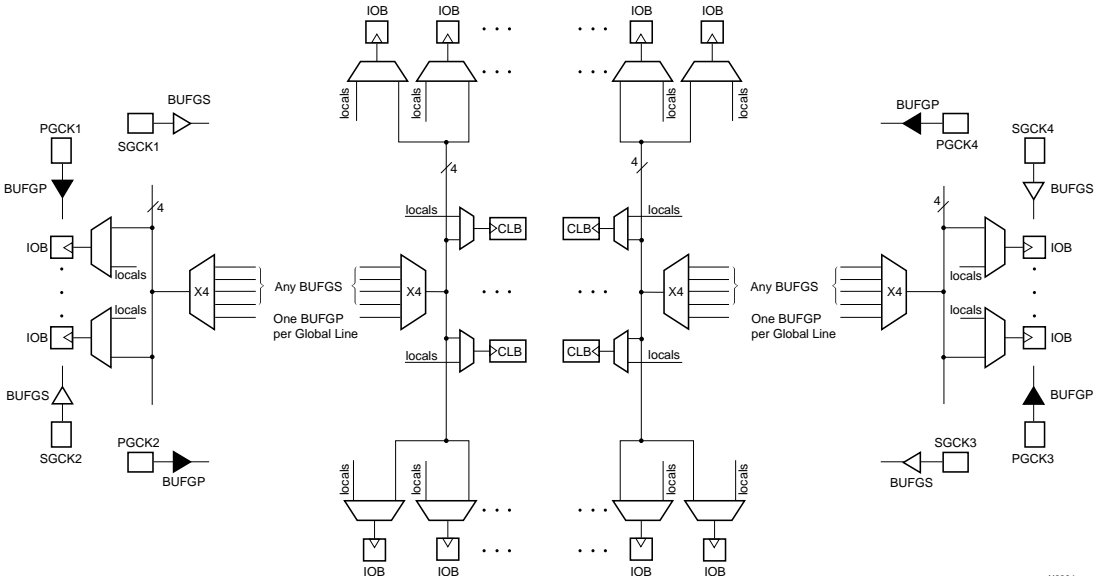 IOB IOB IOB IOB
locals locals locals locals
BUFGS
PGCK1
SGCK1
BUFGP
PGCK4
SGCK4
BUFGP
BUFGS
4 4
4 4
locals CLB CLB locals
IOB locals
locals IOB
X4 Any BUFGS X4
X4 Any BUFGS X4
One BUFGP
per Global Line
One BUFGP
per Global Line
locals
IOB
locals
IOB
locals CLB CLB locals
BUFGS
SGCK2
BUFGP
PGCK3
PGCK2
BUFGP
SGCK3
BUFGS
locals locals locals locals
IOB IOB IOB IOB